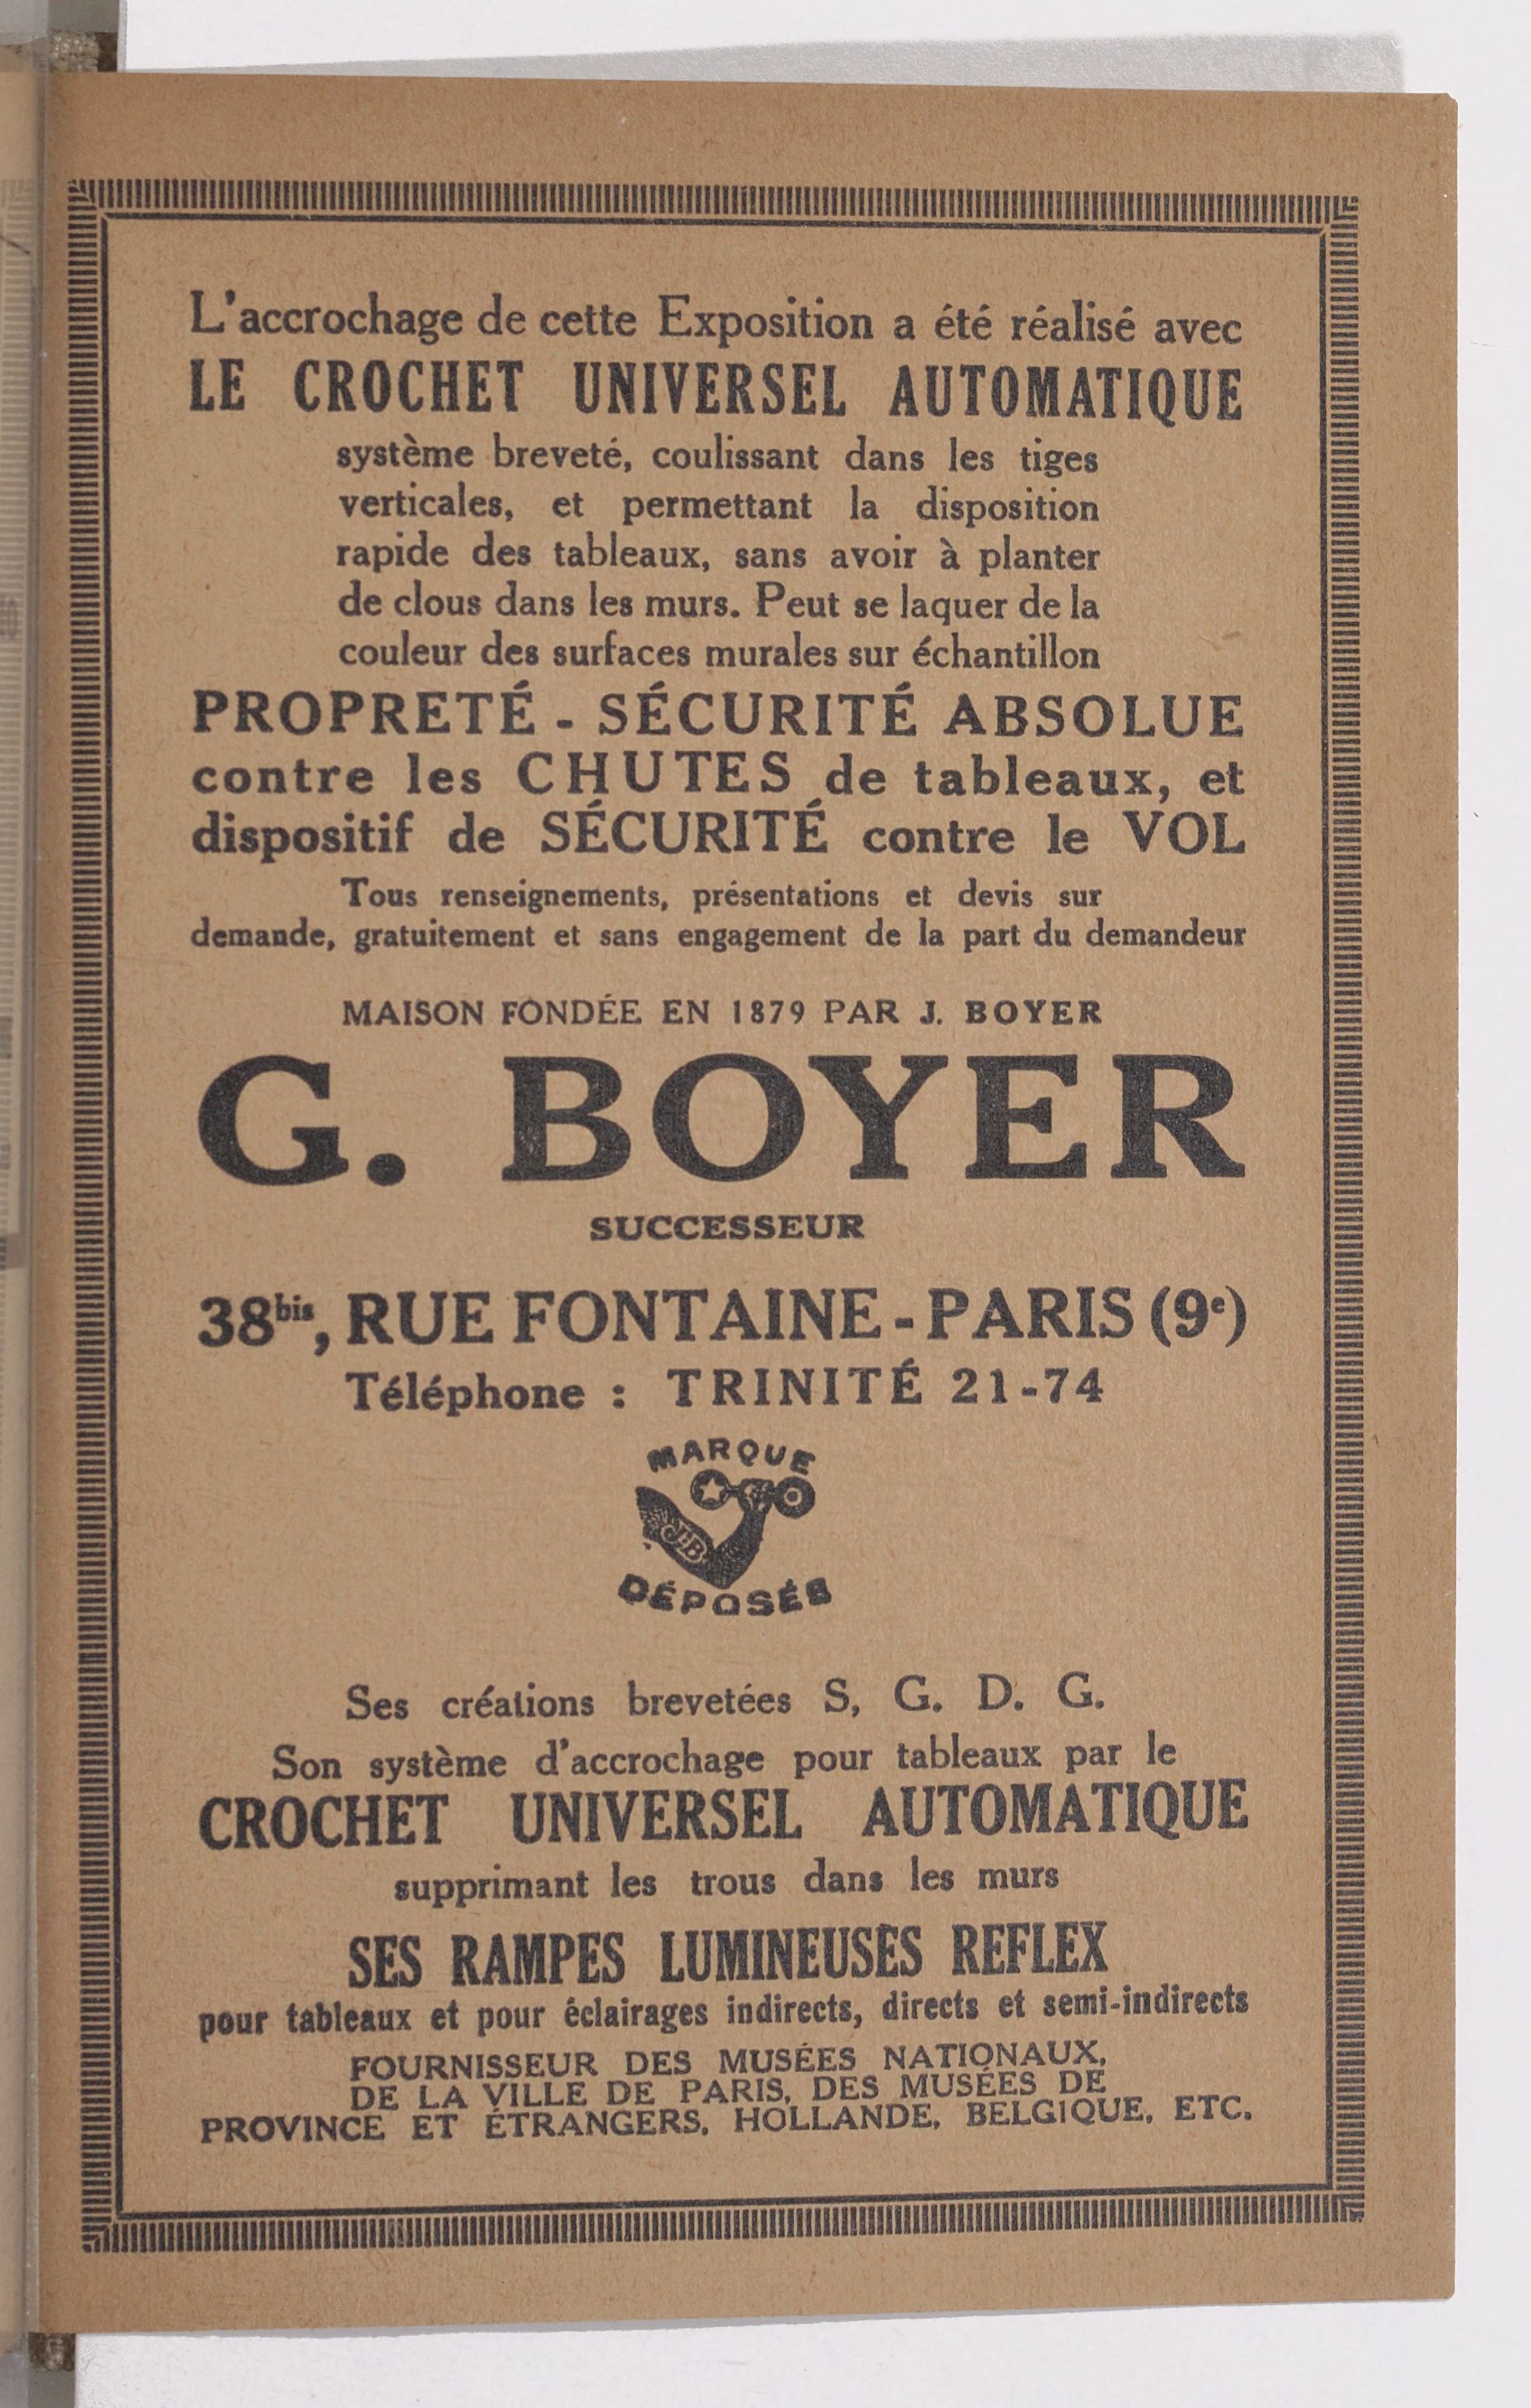 L'accrochage de cette Exposition a été réalisé avec
LE CROCHET UNIVERSEL AUTOMATIQUE
système breveté, coulissant dans les tiges
verticales, et permettant la disposition
rapide des tableaux, sans avoir à planter
de clous dans les murs. Peut se laquer de la
couleur des surfaces murales sur échantillon
PROPRETÉ - SÉCURITÉ ABSOLUE
contre les CHUTES de tableaux, et
dispositif de SÉCURITÉ contre le VOL
Tous renseignements, présentations et devis sur
demande, gratuitement et sans engagement de la part du demandeur
MAISON FONDÉE EN 1879 PAR J. BOYER
G. BOYER
SUCCESSEUR
38bis, RUE FONTAINE - PARIS (9e)
Téléphone : TRINITÉ 21-74
MARQUE
JHB
DÉPOSÉE
Ses créations brevetées S, G. D. G.
Son système d'accrochage pour tableaux par le
CROCHET UNIVERSEL AUTOMATIQUE
supprimant les trous dans les murs
SES RAMPES LUMINEUSES REFLEX
pour tableaux et pour éclairages indirects, directs et semi-indirects
FOURNISSEUR DES MUSÉES NATIONAUX,
DE LA VILLE DE PARIS, DES MUSÉES DE
PROVINCE ET ÉTRANGERS, HOLLANDE, BELGIQUE, ETC.